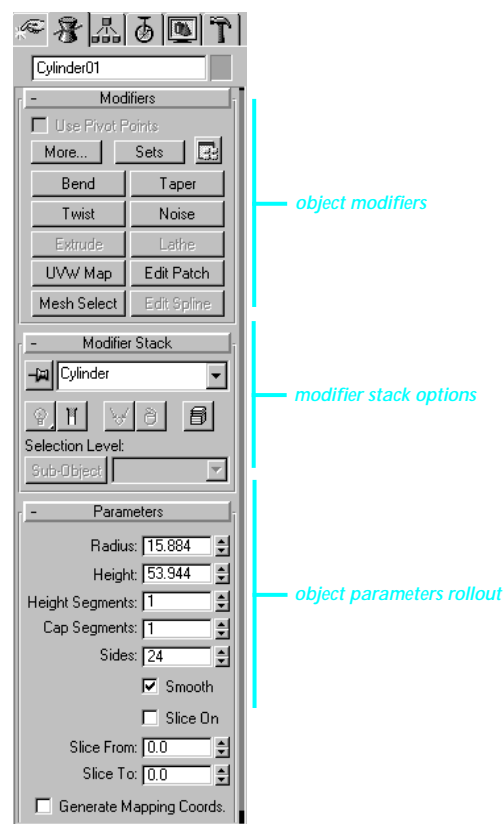 Cylinder01
- Modifiers
Use Pivot Points
More... Sets
Bend Taper
object modifiers
Twist Noise
Extrude Lathe
UVW Map Edit Patch
Mesh Select Edit Spline
- Modifier Stack
Cylinder
modifier stack options
Selection Level:
Sub-Object
- Parameters
Radius: 15.884
Height: 53.944
object parameters rollout
Height Segments: 1
Cap Segments: 1
Sides: 24
Smooth
Slice On
Slice From: 0.0
Slice To: 0.0
Generate Mapping Coords.